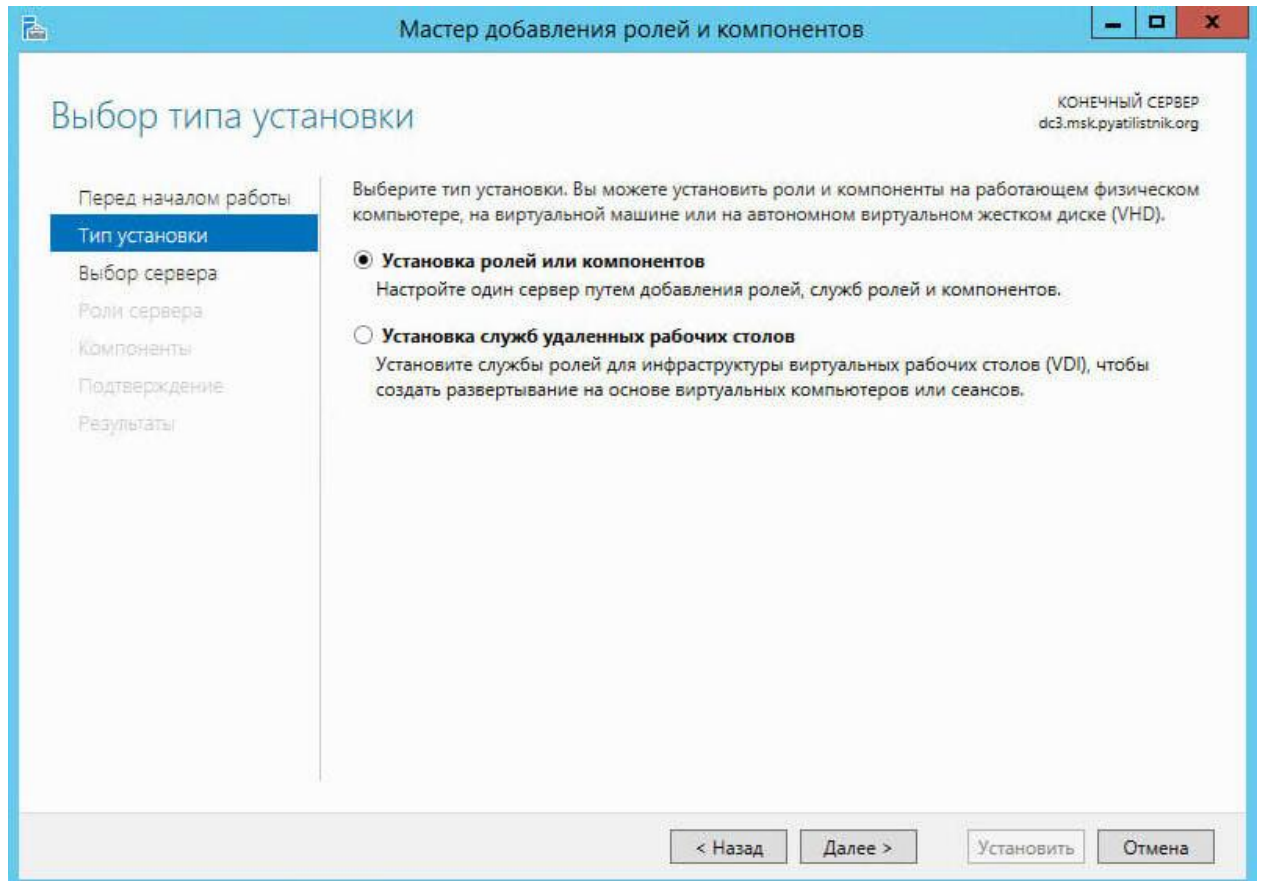 Мастер добавления ролей и компонентов
Выбор типа установки
КОНЕЧНЫЙ СЕРВЕР
dc3.msk.pyatilistnik.org
Перед началом работы
Тип установки
Выбор сервера
Роли сервера
Компоненты
Подтверждение
Результаты
Выберите тип установки. Вы можете установить роли и компоненты на работающем физическом
компьютере, на виртуальной машине или на автономном виртуальном жестком диске (VHD).
Установка ролей или компонентов
Настройте один сервер путем добавления ролей, служб ролей и компонентов.
Установка служб удаленных рабочих столов
Установите службы ролей для инфраструктуры виртуальных рабочих столов (VDI), чтобы
создать развертывание на основе виртуальных компьютеров или сеансов.
< Назад
Далее >
Установить
Отмена